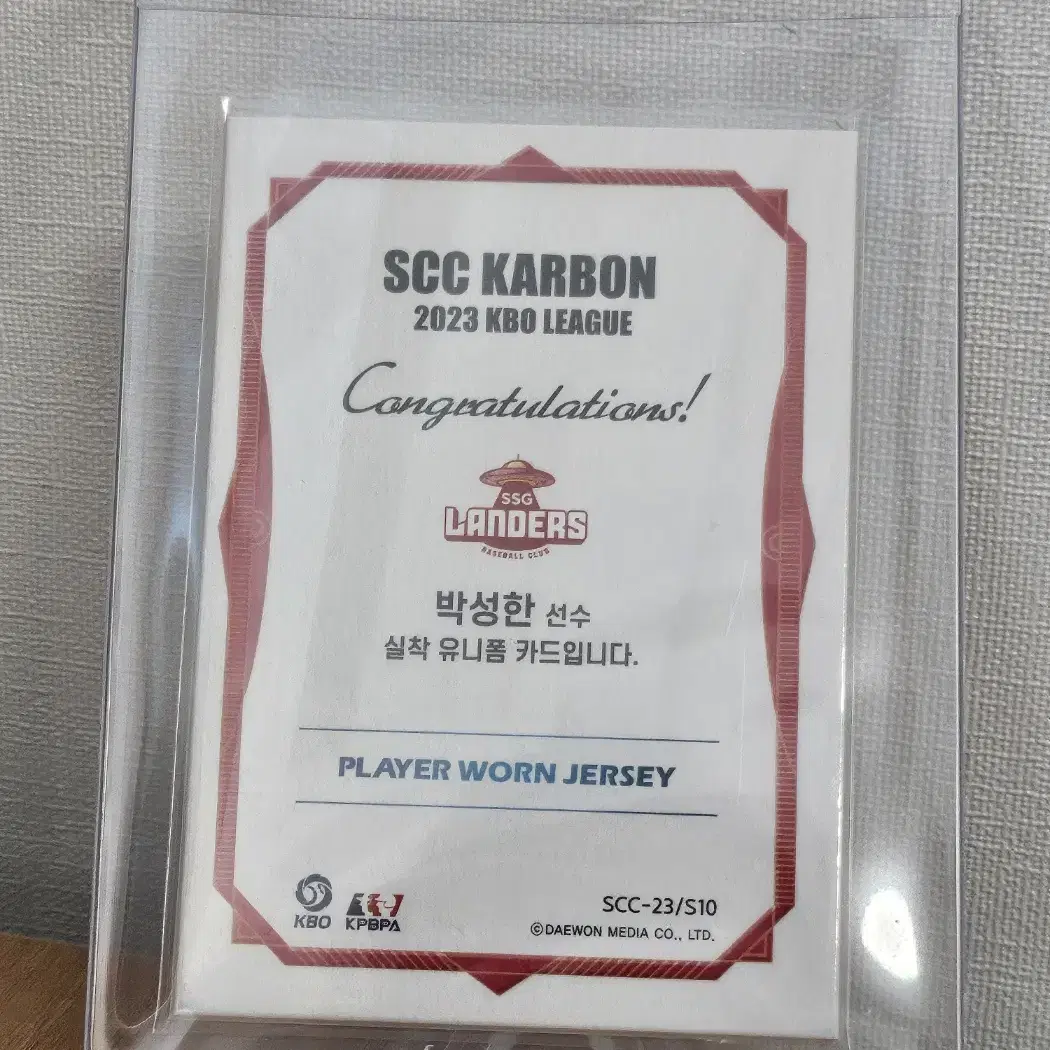 SCC KARBON
2023 KBO LEAGUE
Congratulations!
SSG
LANDERS
BASEBALL CLUB
박성한 선수
실착 유니폼 카드입니다.
PLAYER WORN JERSEY
KBO
KPBPA
SCC-23/S10
©DAEWON MEDIA CO., LTD.